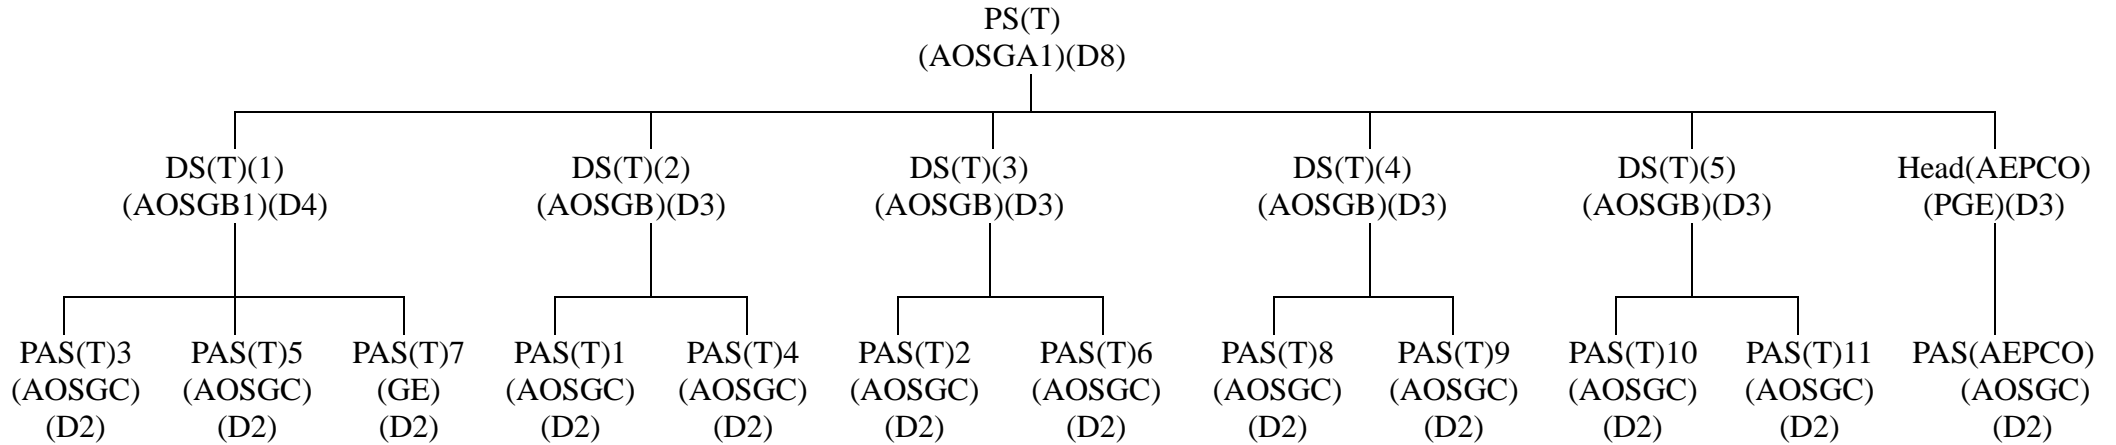 PS(T)
(AOSGA1)(D8)
DS(T)(1)
(AOSGB1)(D4)
DS(T)(2)
(AOSGB)(D3)
DS(T)(3)
(AOSGB)(D3)
DS(T)(4)
(AOSGB)(D3)
DS(T)(5)
(AOSGB)(D3)
Head(AEPCO)
(PGE)(D3)
PAS(T)3
(AOSGC)
(D2)
PAS(T)5
(AOSGC)
(D2)
PAS(T)7
(GE)
(D2)
PAS(T)1
(AOSGC)
(D2)
PAS(T)4
(AOSGC)
(D2)
PAS(T)2
(AOSGC)
(D2)
PAS(T)6
(AOSGC)
(D2)
PAS(T)8
(AOSGC)
(D2)
PAS(T)9
(AOSGC)
(D2)
PAS(T)10
(AOSGC)
(D2)
PAS(T)11
(AOSGC)
(D2)
PAS(AEPCO)
(AOSGC)
(D2)